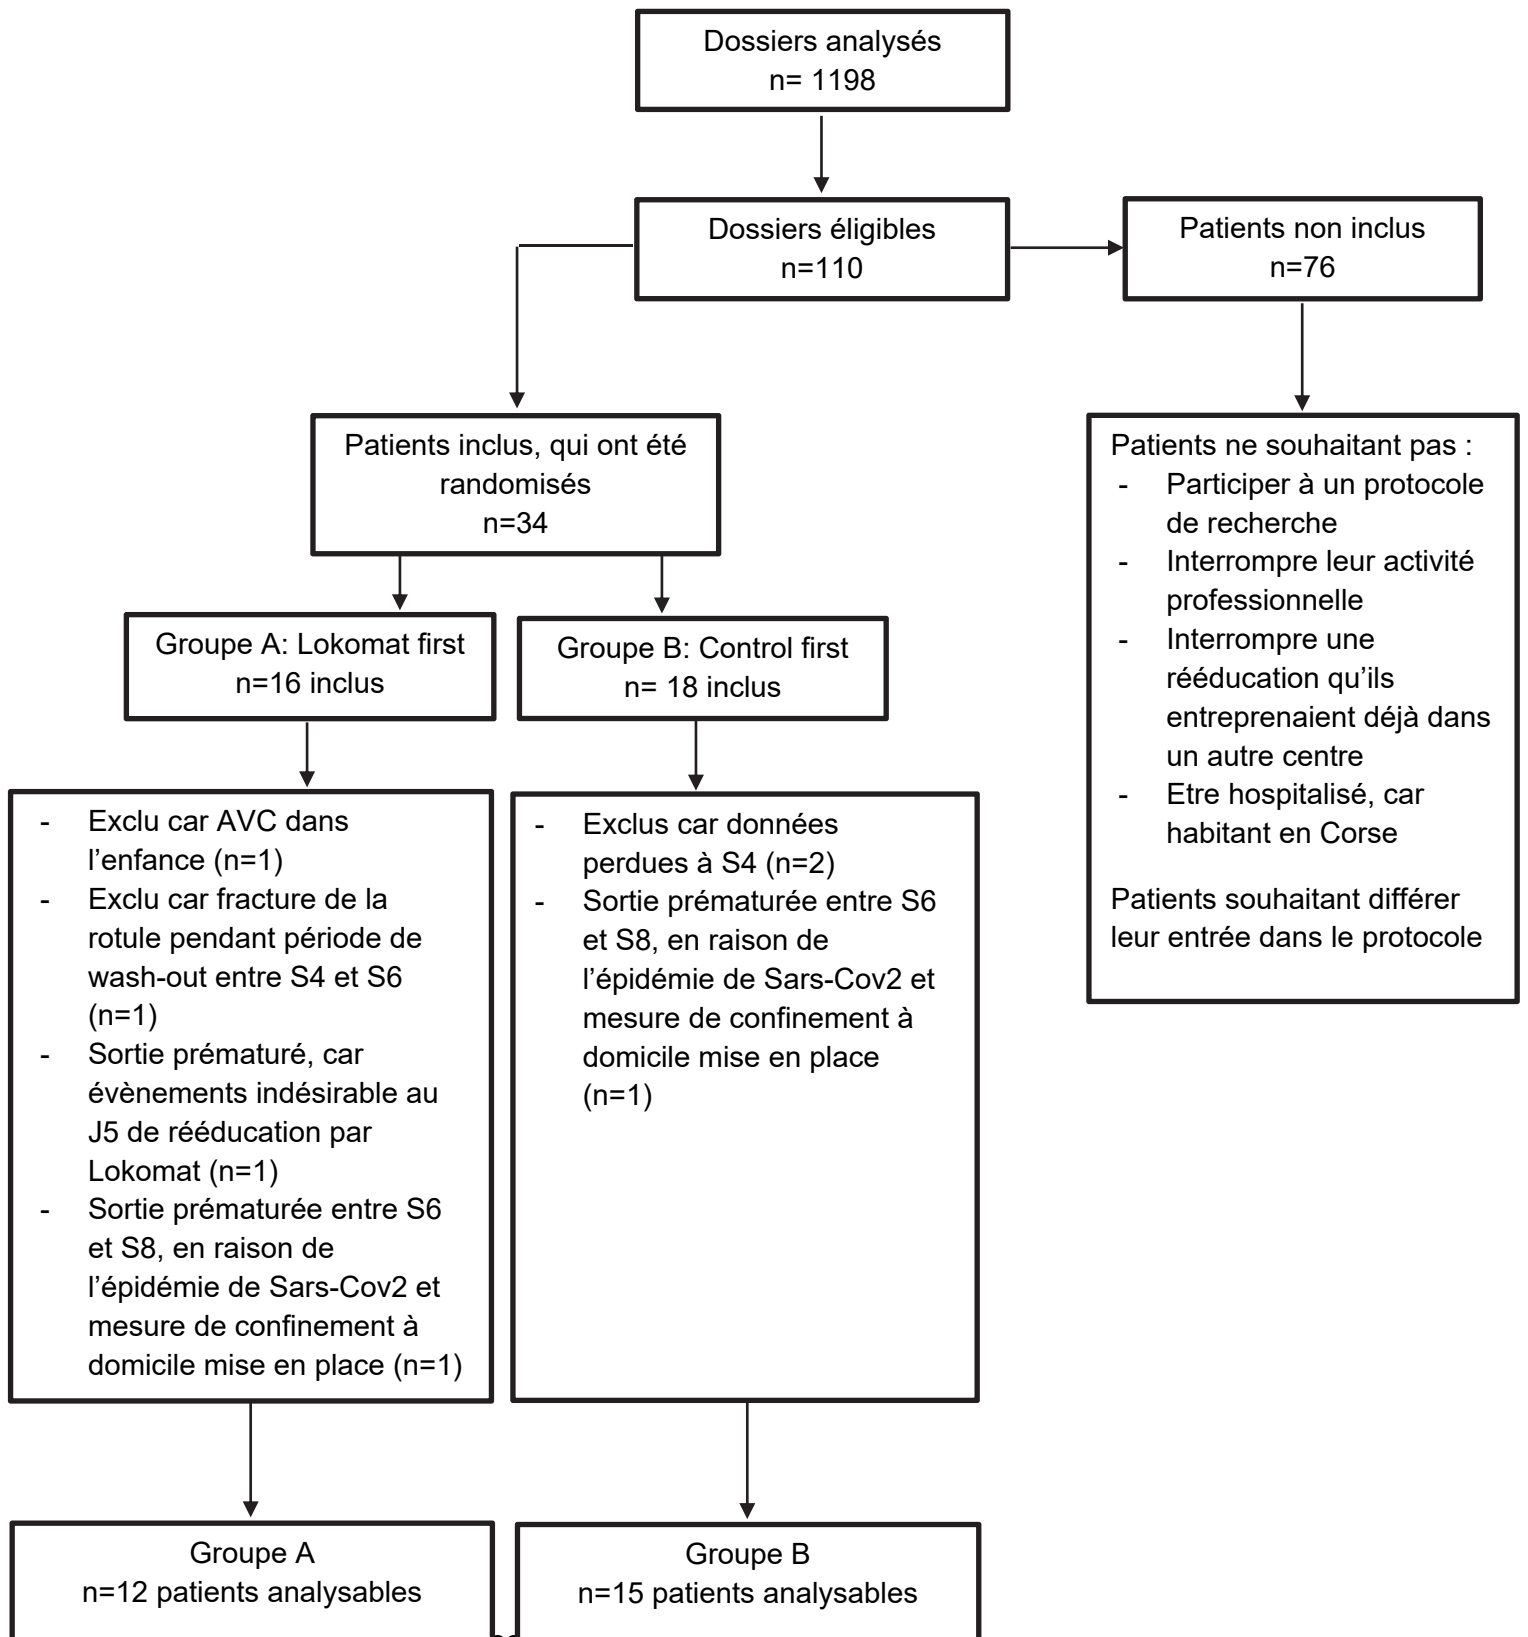 Dossiers analysés
n= 1198
Dossiers éligibles
n=110
Patients non inclus
n=76
Patients inclus, qui ont été
randomisés
n=34
Patients ne souhaitant pas :
- Participer à un protocole
de recherche
- Interrompre leur activité
professionnelle
- Interrompre une
rééducation qu’ils
entreprenaient déjà dans
un autre centre
- Etre hospitalisé, car
habitant en Corse
Patients souhaitant différer
leur entrée dans le protocole
Groupe A: Lokomat first
n=16 inclus
Groupe B: Control first
n= 18 inclus
- Exclu car AVC dans
l’enfance (n=1)
- Exclu car fracture de la
rotule pendant période de
wash-out entre S4 et S6
(n=1)
- Sortie prématuré, car
évènements indésirable au
J5 de rééducation par
Lokomat (n=1)
- Sortie prématurée entre S6
et S8, en raison de
l’épidémie de Sars-Cov2 et
mesure de confinement à
domicile mise en place (n=1)
- Exclus car données
perdues à S4 (n=2)
- Sortie prématurée entre S6
et S8, en raison de
l’épidémie de Sars-Cov2 et
mesure de confinement à
domicile mise en place
(n=1)
Groupe A
n=12 patients analysables
Groupe B
n=15 patients analysables